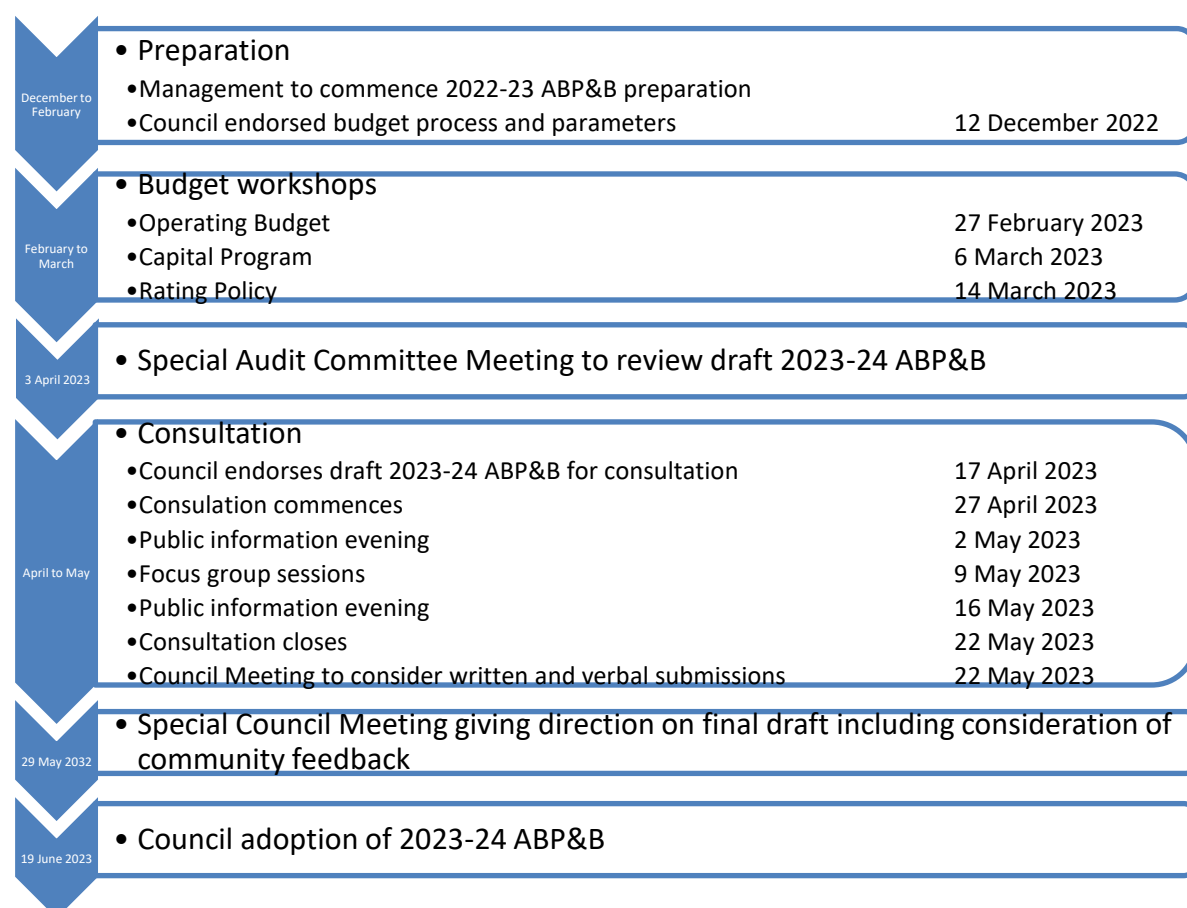 December to
February
• Preparation
•Management to commence 2022-23 ABP&B preparation
•Council endorsed budget process and parameters 12 December 2022
February to
March
• Budget workshops
•Operating Budget 27 February 2023
•Capital Program 6 March 2023
•Rating Policy 14 March 2023
3 April 2023
• Special Audit Committee Meeting to review draft 2023-24 ABP&B
April to May
• Consultation
•Council endorses draft 2023-24 ABP&B for consultation 17 April 2023
•Consulation commences 27 April 2023
•Public information evening 2 May 2023
•Focus group sessions 9 May 2023
•Public information evening 16 May 2023
•Consultation closes 22 May 2023
•Council Meeting to consider written and verbal submissions 22 May 2023
29 May 2032
• Special Council Meeting giving direction on final draft including consideration of
community feedback
19 June 2023
• Council adoption of 2023-24 ABP&B